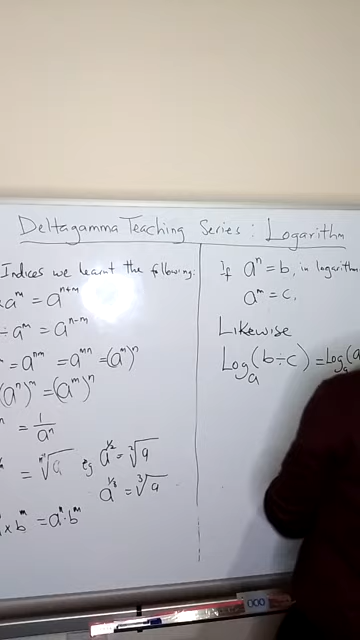 Deltagamma Teaching Series: Logarithm
Indices we learnt the following:
a^m = a^(n+m)
÷ a^m = a^(n-m)
= a^(nm) = a^(mn) = (a^m)^n
(a^n)^m = (a^m)^n
= 1/a^n
= ᵐ√a eg a^(1/2) = ²√a
a^(1/3) = ³√a
× b^m = a^n · b^m
If a^n = b, in logarithm
a^m = c,
Likewise
Log_a (b ÷ c) = Log_a (a